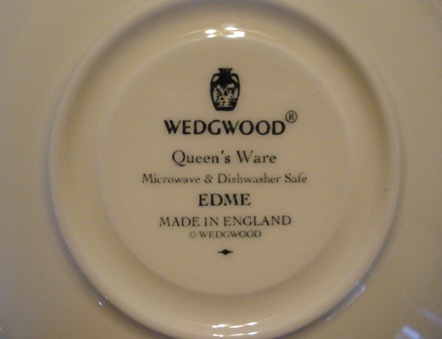 WEDGWOOD®
Queen's Ware
Microwave & Dishwasher Safe
EDME
MADE IN ENGLAND
© WEDGWOOD